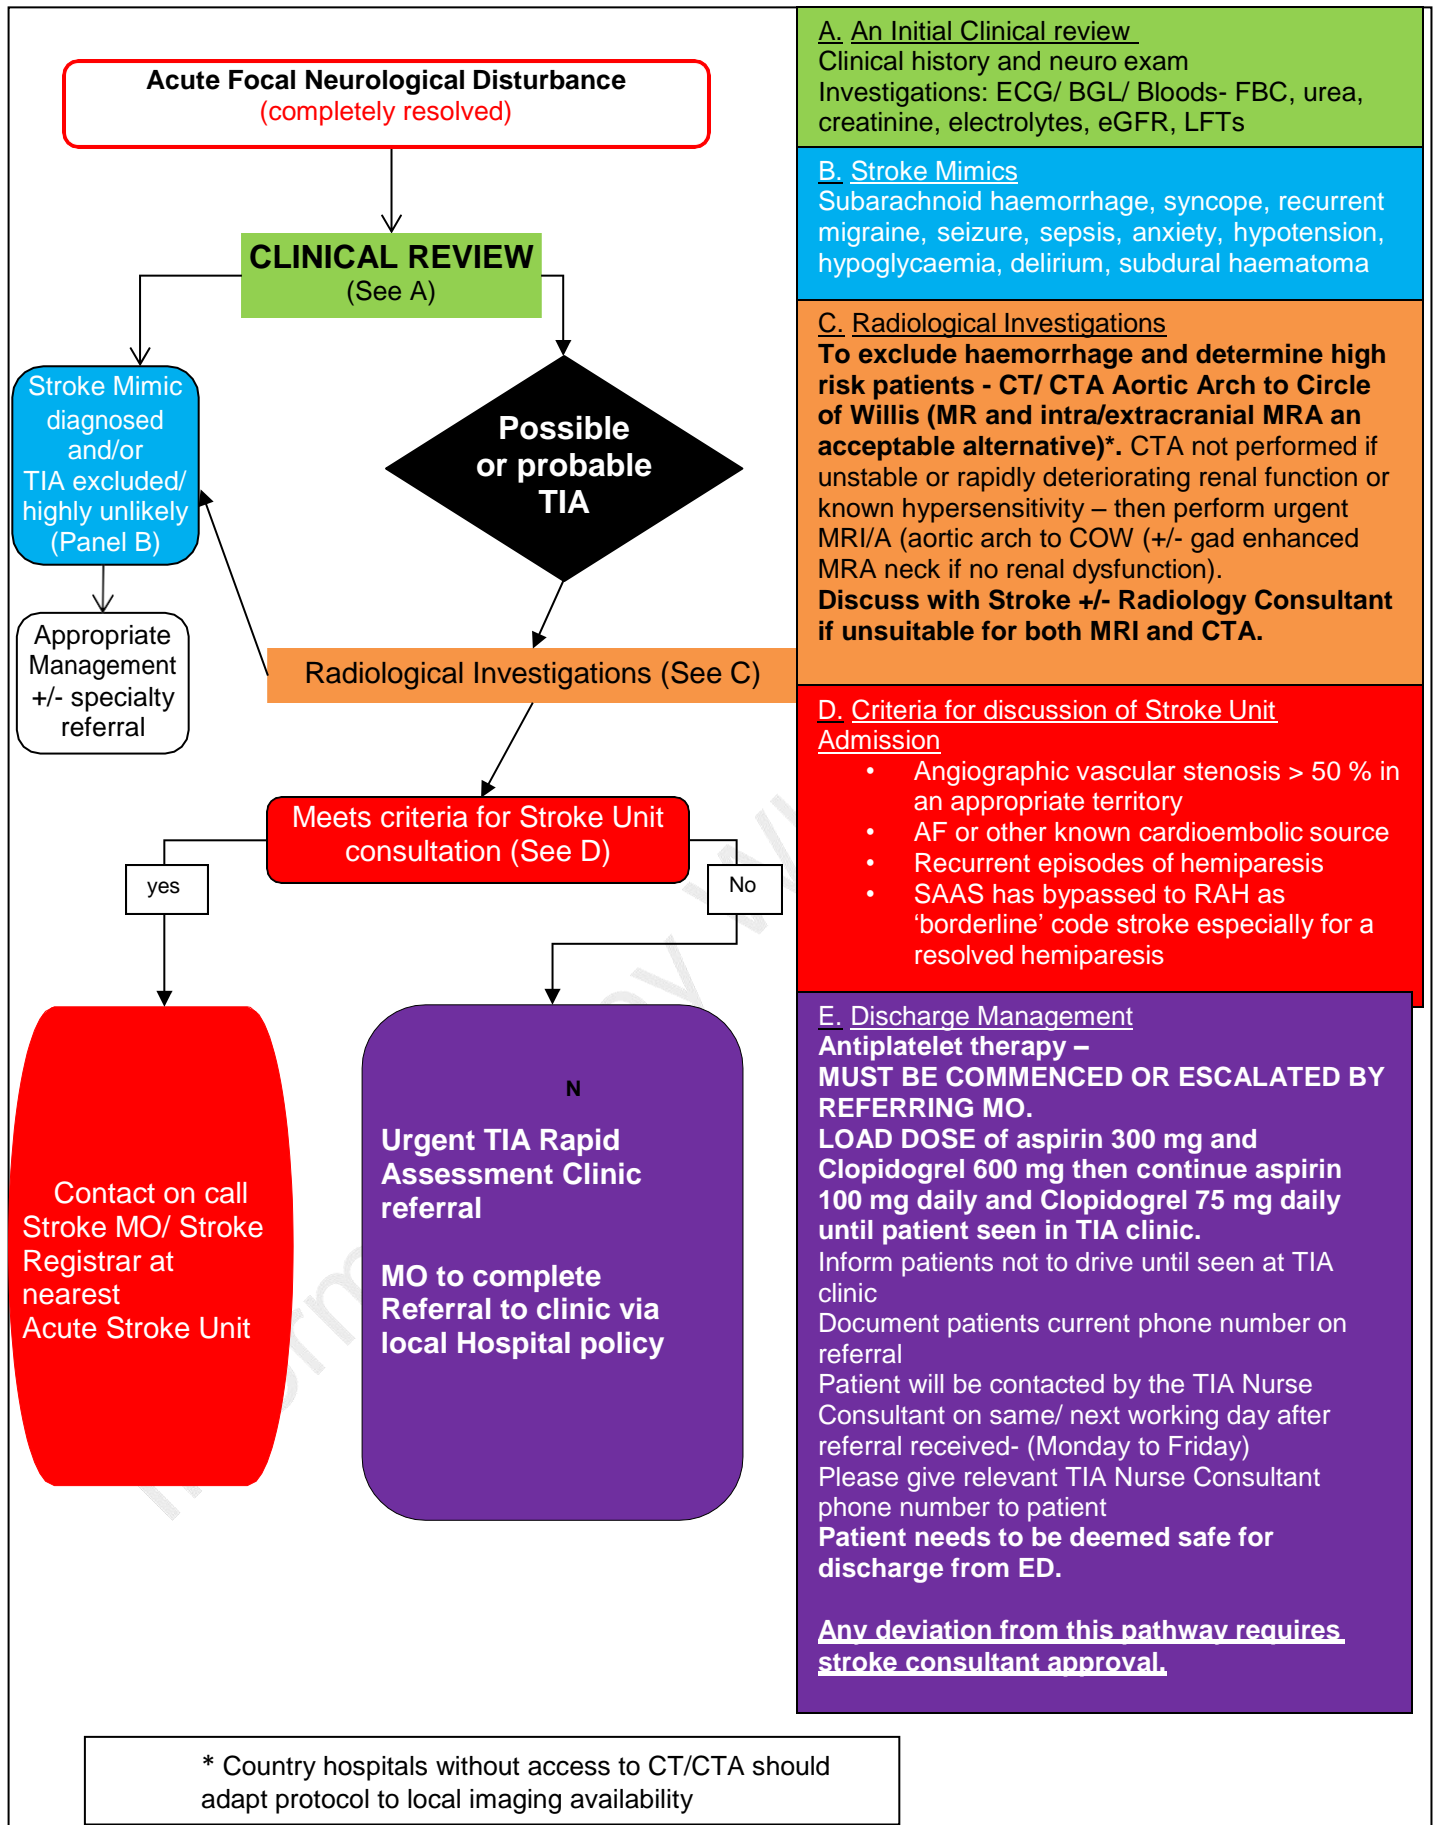 Acute Focal Neurological Disturbance
(completely resolved)
CLINICAL REVIEW
(See A)
Stroke Mimic
diagnosed
and/or
TIA excluded/
highly unlikely
(Panel B)
Possible
or probable
TIA
Appropriate
Management
+/- specialty
referral
Radiological Investigations (See C)
Meets criteria for Stroke Unit
consultation (See D)
yes
No
Contact on call
Stroke MO/ Stroke
Registrar at
nearest
Acute Stroke Unit
N
Urgent TIA Rapid
Assessment Clinic
referral
MO to complete
Referral to clinic via
local Hospital policy
A. An Initial Clinical review
Clinical history and neuro exam
Investigations: ECG/ BGL/ Bloods- FBC, urea,
creatinine, electrolytes, eGFR, LFTs
B. Stroke Mimics
Subarachnoid haemorrhage, syncope, recurrent
migraine, seizure, sepsis, anxiety, hypotension,
hypoglycaemia, delirium, subdural haematoma
C. Radiological Investigations
To exclude haemorrhage and determine high
risk patients - CT/ CTA Aortic Arch to Circle
of Willis (MR and intra/extracranial MRA an
acceptable alternative)*. CTA not performed if
unstable or rapidly deteriorating renal function or
known hypersensitivity – then perform urgent
MRI/A (aortic arch to COW (+/- gad enhanced
MRA neck if no renal dysfunction).
Discuss with Stroke +/- Radiology Consultant
if unsuitable for both MRI and CTA.
D. Criteria for discussion of Stroke Unit
Admission
• Angiographic vascular stenosis > 50 % in
an appropriate territory
• AF or other known cardioembolic source
• Recurrent episodes of hemiparesis
• SAAS has bypassed to RAH as
‘borderline’ code stroke especially for a
resolved hemiparesis
E. Discharge Management
Antiplatelet therapy –
MUST BE COMMENCED OR ESCALATED BY
REFERRING MO.
LOAD DOSE of aspirin 300 mg and
Clopidogrel 600 mg then continue aspirin
100 mg daily and Clopidogrel 75 mg daily
until patient seen in TIA clinic.
Inform patients not to drive until seen at TIA
clinic
Document patients current phone number on
referral
Patient will be contacted by the TIA Nurse
Consultant on same/ next working day after
referral received- (Monday to Friday)
Please give relevant TIA Nurse Consultant
phone number to patient
Patient needs to be deemed safe for
discharge from ED.
Any deviation from this pathway requires
stroke consultant approval.
* Country hospitals without access to CT/CTA should
adapt protocol to local imaging availability